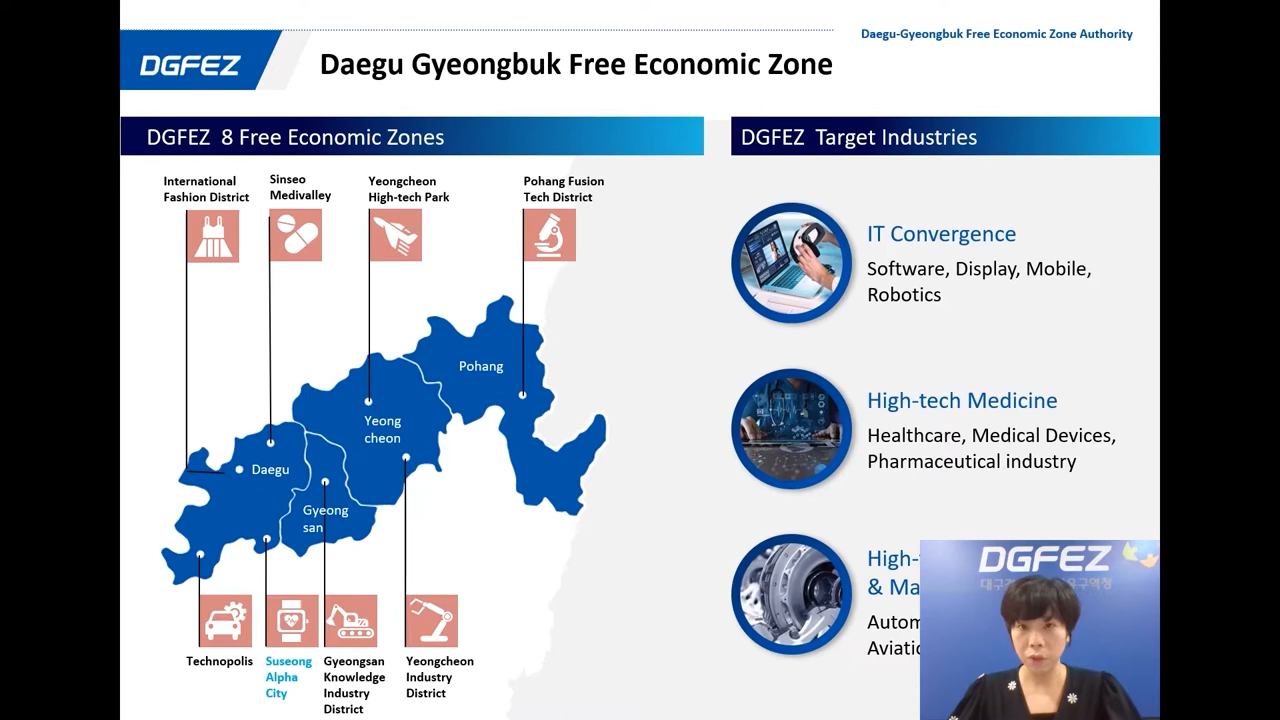 Daegu-Gyeongbuk Free Economic Zone Authority
DGFEZ
Daegu Gyeongbuk Free Economic Zone
DGFEZ 8 Free Economic Zones
International
Fashion District
Sinseo
Medivalley
Yeongcheon
High-tech Park
Pohang Fusion
Tech District
Pohang
Yeong
cheon
Daegu
Gyeong
san
Technopolis
Suseong
Alpha
City
Gyeongsan
Knowledge
Industry
District
Yeongcheon
Industry
District
DGFEZ Target Industries
IT Convergence
Software, Display, Mobile,
Robotics
High-tech Medicine
Healthcare, Medical Devices,
Pharmaceutical industry
High-
& Ma
Autom
Aviatio
DGFEZ